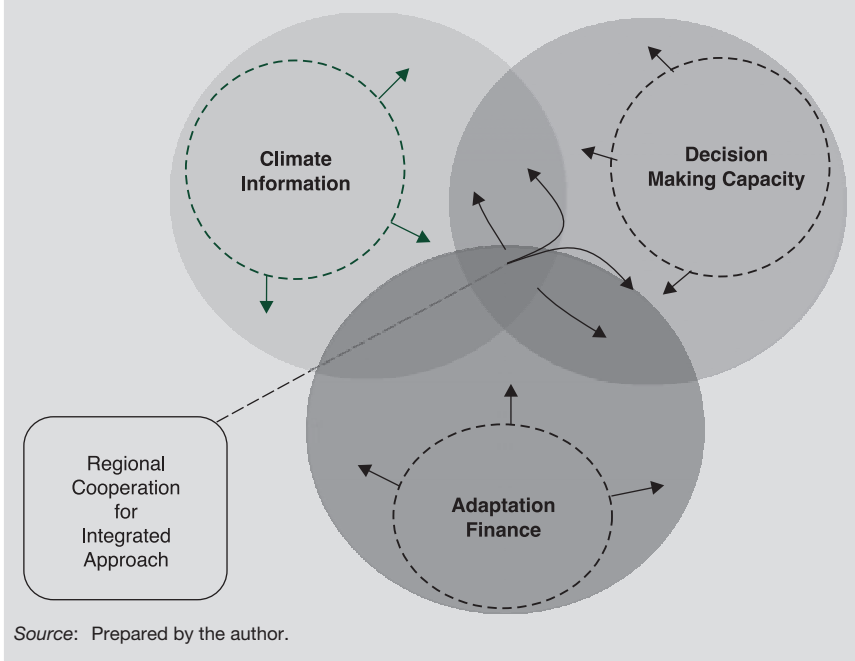 Climate
Information
Decision
Making Capacity
Regional
Cooperation
for
Integrated
Approach
Adaptation
Finance
Source: Prepared by the author.